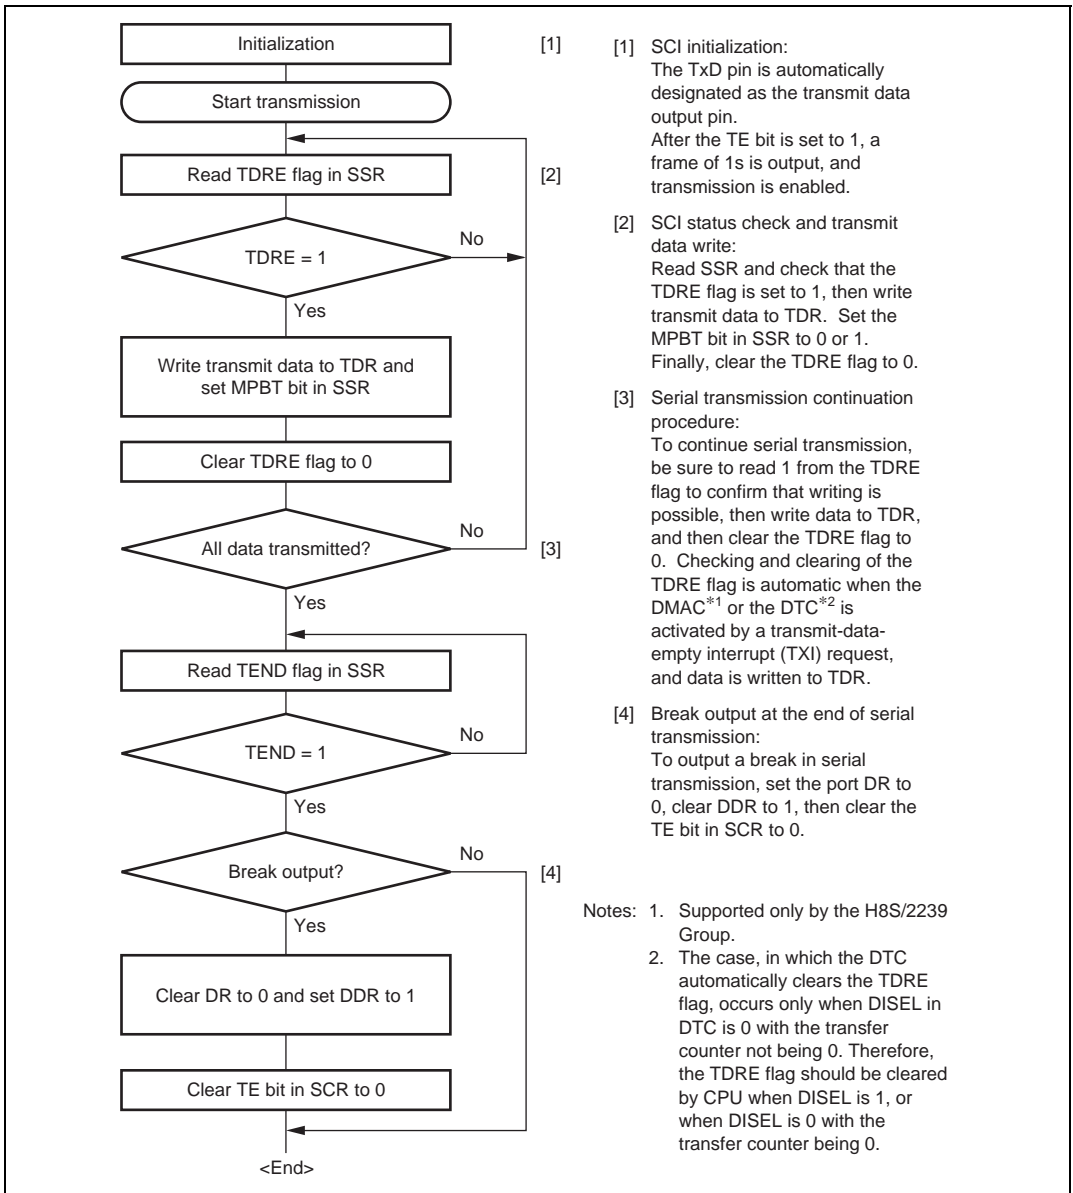 Initialization [1]
Start transmission
Read TDRE flag in SSR [2]
No
TDRE = 1
Yes
Write transmit data to TDR and
set MPBT bit in SSR
Clear TDRE flag to 0
No
All data transmitted? [3]
Yes
Read TEND flag in SSR
No
TEND = 1
Yes
No
Break output? [4]
Yes
Clear DR to 0 and set DDR to 1
Clear TE bit in SCR to 0
<End>
[1] SCI initialization:
The TxD pin is automatically
designated as the transmit data
output pin.
After the TE bit is set to 1, a
frame of 1s is output, and
transmission is enabled.
[2] SCI status check and transmit
data write:
Read SSR and check that the
TDRE flag is set to 1, then write
transmit data to TDR. Set the
MPBT bit in SSR to 0 or 1.
Finally, clear the TDRE flag to 0.
[3] Serial transmission continuation
procedure:
To continue serial transmission,
be sure to read 1 from the TDRE
flag to confirm that writing is
possible, then write data to TDR,
and then clear the TDRE flag to
0. Checking and clearing of the
TDRE flag is automatic when the
DMAC*1 or the DTC*2 is
activated by a transmit-data-
empty interrupt (TXI) request,
and data is written to TDR.
[4] Break output at the end of serial
transmission:
To output a break in serial
transmission, set the port DR to
0, clear DDR to 1, then clear the
TE bit in SCR to 0.
Notes: 1. Supported only by the H8S/2239
Group.
2. The case, in which the DTC
automatically clears the TDRE
flag, occurs only when DISEL in
DTC is 0 with the transfer
counter not being 0. Therefore,
the TDRE flag should be cleared
by CPU when DISEL is 1, or
when DISEL is 0 with the
transfer counter being 0.